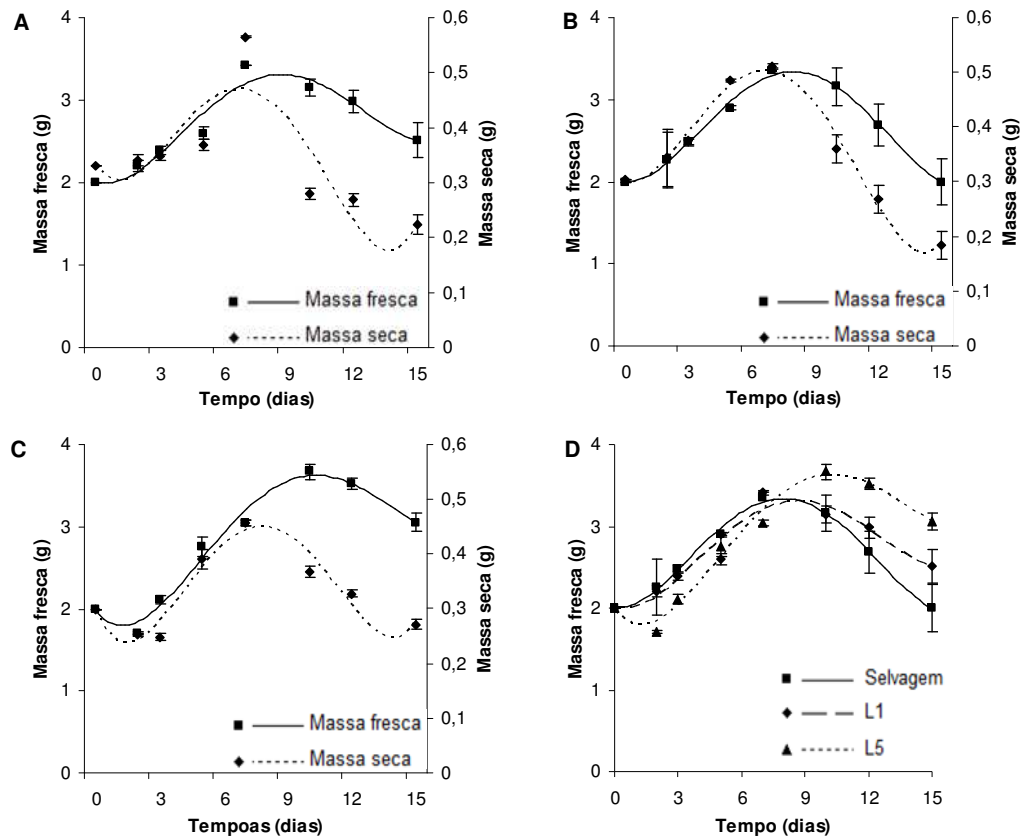 A
Massa fresca (g)
4
3
2
1
0
0,6
0,5
0,4
0,3
0,2
0,1
0
Massa seca (g)
Massa fresca
Massa seca
0 3 6 9 12 15
Tempo (dias)
B
Massa fresca (g)
4
3
2
1
0
0,6
0,5
0,4
0,3
0,2
0,1
0
Massa seca (g)
Massa fresca
Massa seca
0 3 6 9 12 15
Tempo (dias)
C
Massa fresca (g)
4
3
2
1
0
0,6
0,5
0,4
0,3
0,2
0,1
0
Massa seca (g)
Massa fresca
Massa seca
0 3 6 9 12 15
Tempoas (dias)
D
Massa fresca (g)
4
3
2
1
0
Selvagem
L1
L5
0 3 6 9 12 15
Tempo (dias)